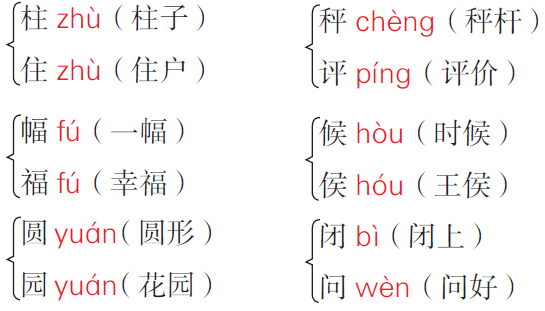 柱 zhù（柱子）
住 zhù（住户）
幅 fú（一幅）
福 fú（幸福）
圆 yuán（圆形）
园 yuán（花园）
秤 chèng（秤杆）
评 píng（评价）
候 hòu（时候）
侯 hóu（王侯）
闭 bì（闭上）
问 wèn（问好）